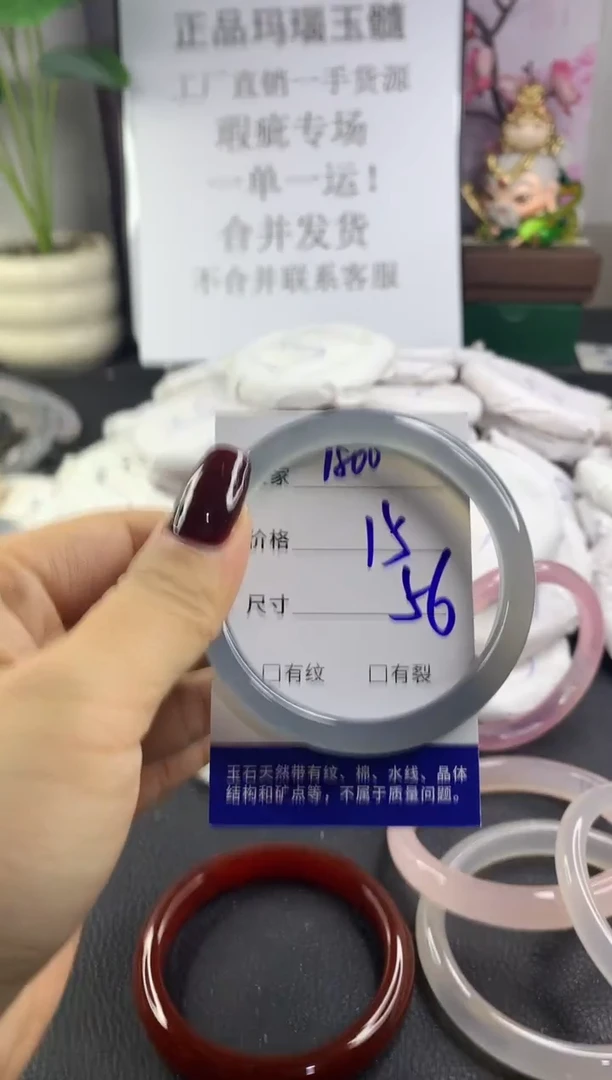 正品玛瑙玉髓
工厂直销一手货源
瑕疵专场
一单一运！
合并发货
不合并联系客服
家 1800
价格 15
尺寸 56
□有纹 □有裂
玉石天然带有纹、棉、水线、晶体
结构和矿点等，不属于质量问题。